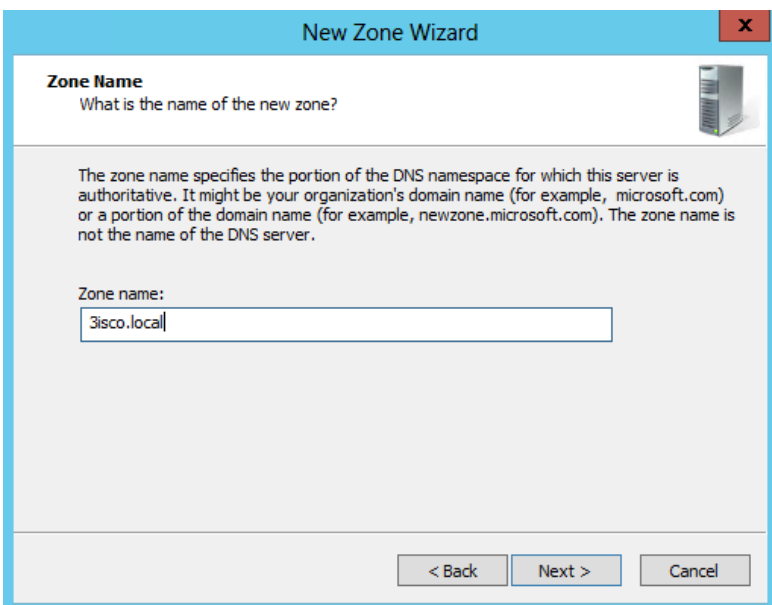 New Zone Wizard
x
Zone Name
What is the name of the new zone?
The zone name specifies the portion of the DNS namespace for which this server is
authoritative. It might be your organization's domain name (for example, microsoft.com)
or a portion of the domain name (for example, newzone.microsoft.com). The zone name is
not the name of the DNS server.
Zone name:
3isco.local
< Back
Next >
Cancel